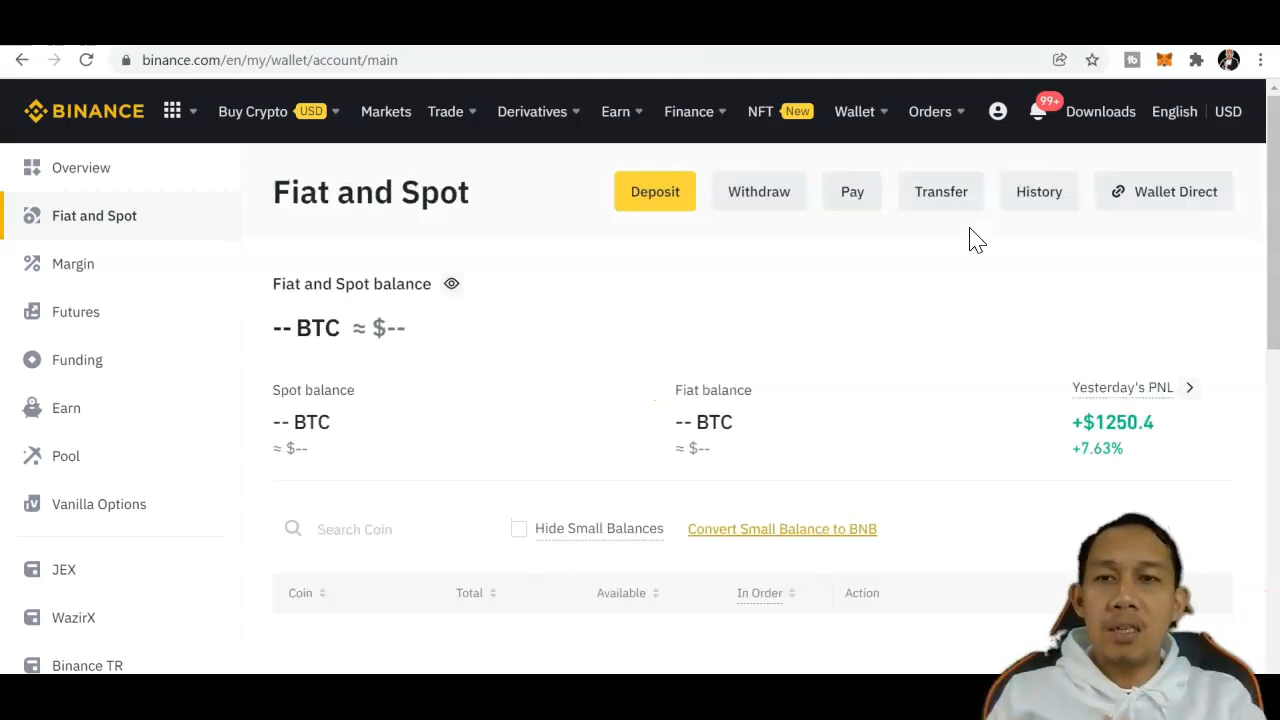 binance.com/en/my/wallet/account/main
BINANCE Buy Crypto USD Markets Trade Derivatives Earn Finance NFT New Wallet Orders 99+ Downloads English USD
Overview
Fiat and Spot
Margin
Futures
Funding
Earn
Pool
Vanilla Options
JEX
WazirX
Binance TR
Fiat and Spot
Deposit Withdraw Pay Transfer History Wallet Direct
Fiat and Spot balance
-- BTC ≈ $--
Spot balance
-- BTC
≈ $--
Fiat balance
-- BTC
≈ $--
Yesterday's PNL
+$1250.4
+7.63%
Search Coin Hide Small Balances Convert Small Balance to BNB
Coin Total Available In Order Action